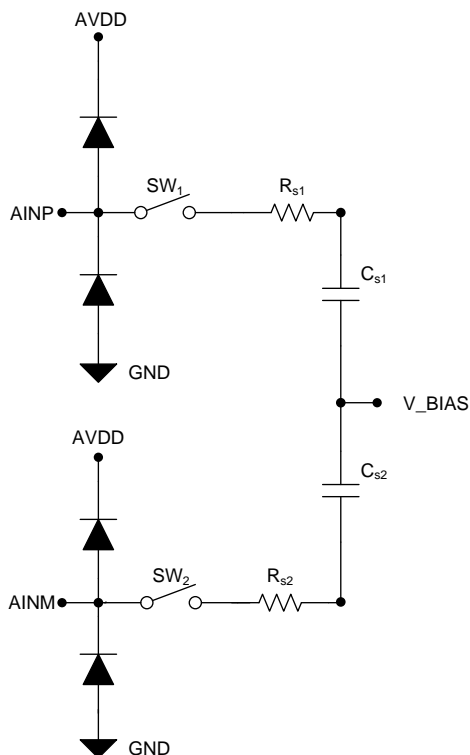 AVDD
SW1
Rs1
AINP
Cs1
GND
V_BIAS
AVDD
Cs2
SW2
Rs2
AINM
GND